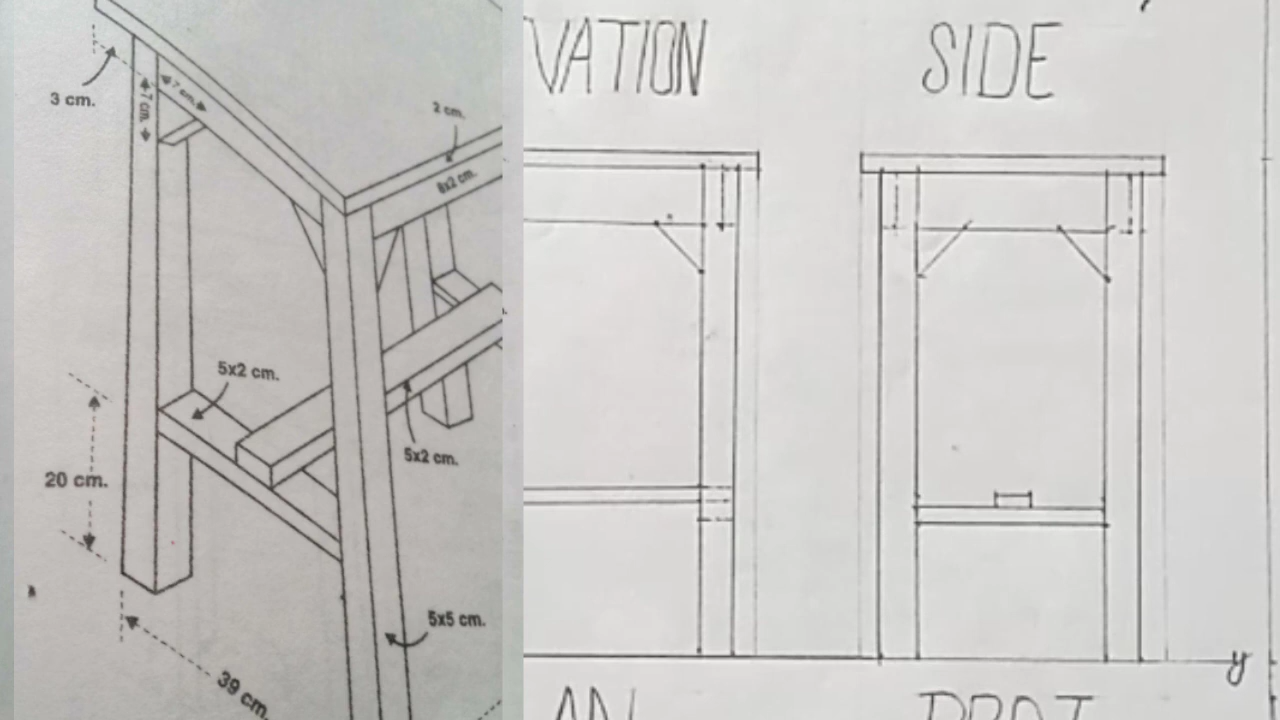 3 cm.
7 cm.
7 cm.
2 cm.
8x2 cm.
5x2 cm.
5x2 cm.
20 cm.
5x5 cm.
39 cm.
VATION
SIDE
y